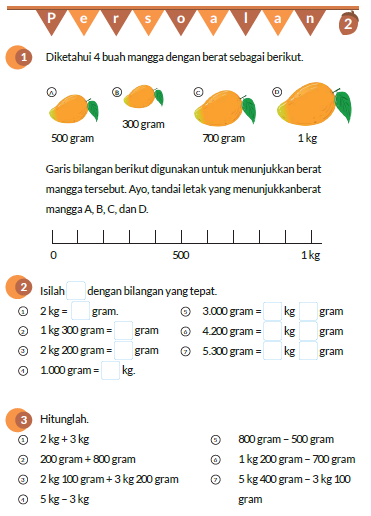 Persoalan 2
1 Diketahui 4 buah mangga dengan berat sebagai berikut.
A B C D
500 gram 300 gram 700 gram 1 kg
Garis bilangan berikut digunakan untuk menunjukkan berat
mangga tersebut. Ayo, tandai letak yang menunjukkanberat
mangga A, B, C, dan D.
0 500 1 kg
2 Isilah dengan bilangan yang tepat.
1 2 kg = gram.
2 1 kg 300 gram = gram
3 2 kg 200 gram = gram
4 1.000 gram = kg.
5 3.000 gram = kg gram
6 4.200 gram = kg gram
7 5.300 gram = kg gram
3 Hitunglah.
1 2 kg + 3 kg
2 200 gram + 800 gram
3 2 kg 100 gram + 3 kg 200 gram
4 5 kg – 3 kg
5 800 gram – 500 gram
6 1 kg 200 gram – 700 gram
7 5 kg 400 gram – 3 kg 100
gram